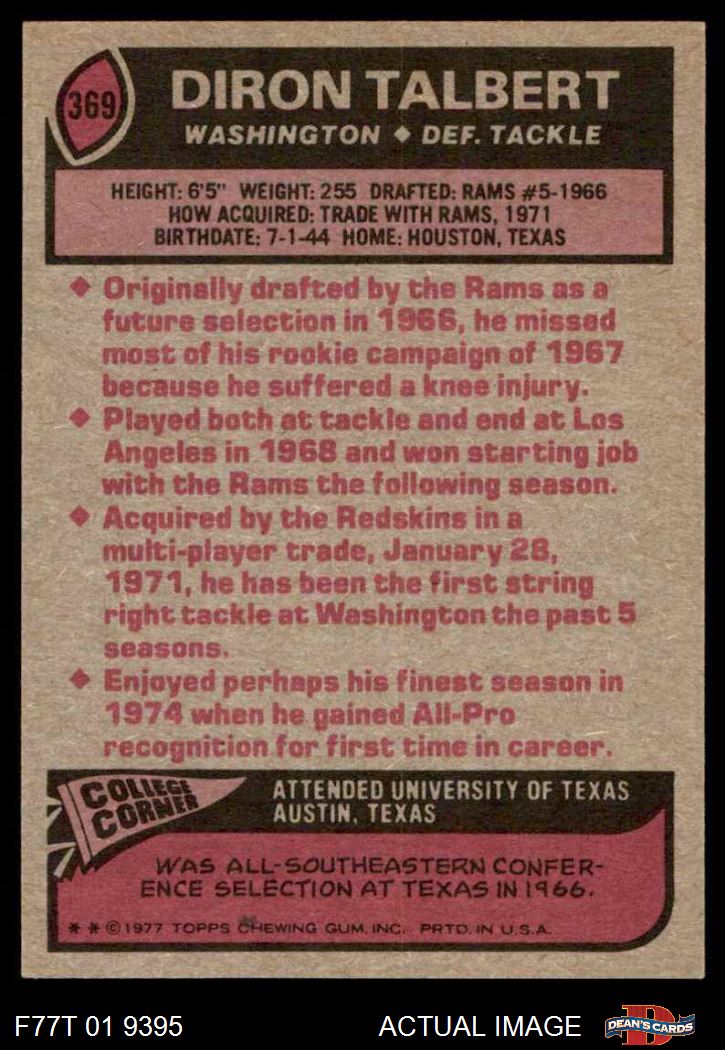 369
DIRON TALBERT
WASHINGTON ◆ DEF. TACKLE
HEIGHT: 6'5" WEIGHT: 255 DRAFTED: RAMS #5-1966
HOW ACQUIRED: TRADE WITH RAMS, 1971
BIRTHDATE: 7-1-44 HOME: HOUSTON, TEXAS
◆ Originally drafted by the Rams as a
future selection in 1966, he missed
most of his rookie campaign of 1967
because he suffered a knee injury.
◆ Played both at tackle and end at Los
Angeles in 1968 and won starting job
with the Rams the following season.
◆ Acquired by the Redskins in a
multi-player trade, January 28,
1971, he has been the first string
right tackle at Washington the past 5
seasons.
◆ Enjoyed perhaps his finest season in
1974 when he gained All-Pro
recognition for first time in career.
COLLEGE
CORNER
ATTENDED UNIVERSITY OF TEXAS
AUSTIN, TEXAS
WAS ALL-SOUTHEASTERN CONFER-
ENCE SELECTION AT TEXAS IN 1966.
* * © 1977 TOPPS CHEWING GUM, INC. PRTD. IN U.S.A.
F77T 01 9395
ACTUAL IMAGE
D
DEAN'S CARDS